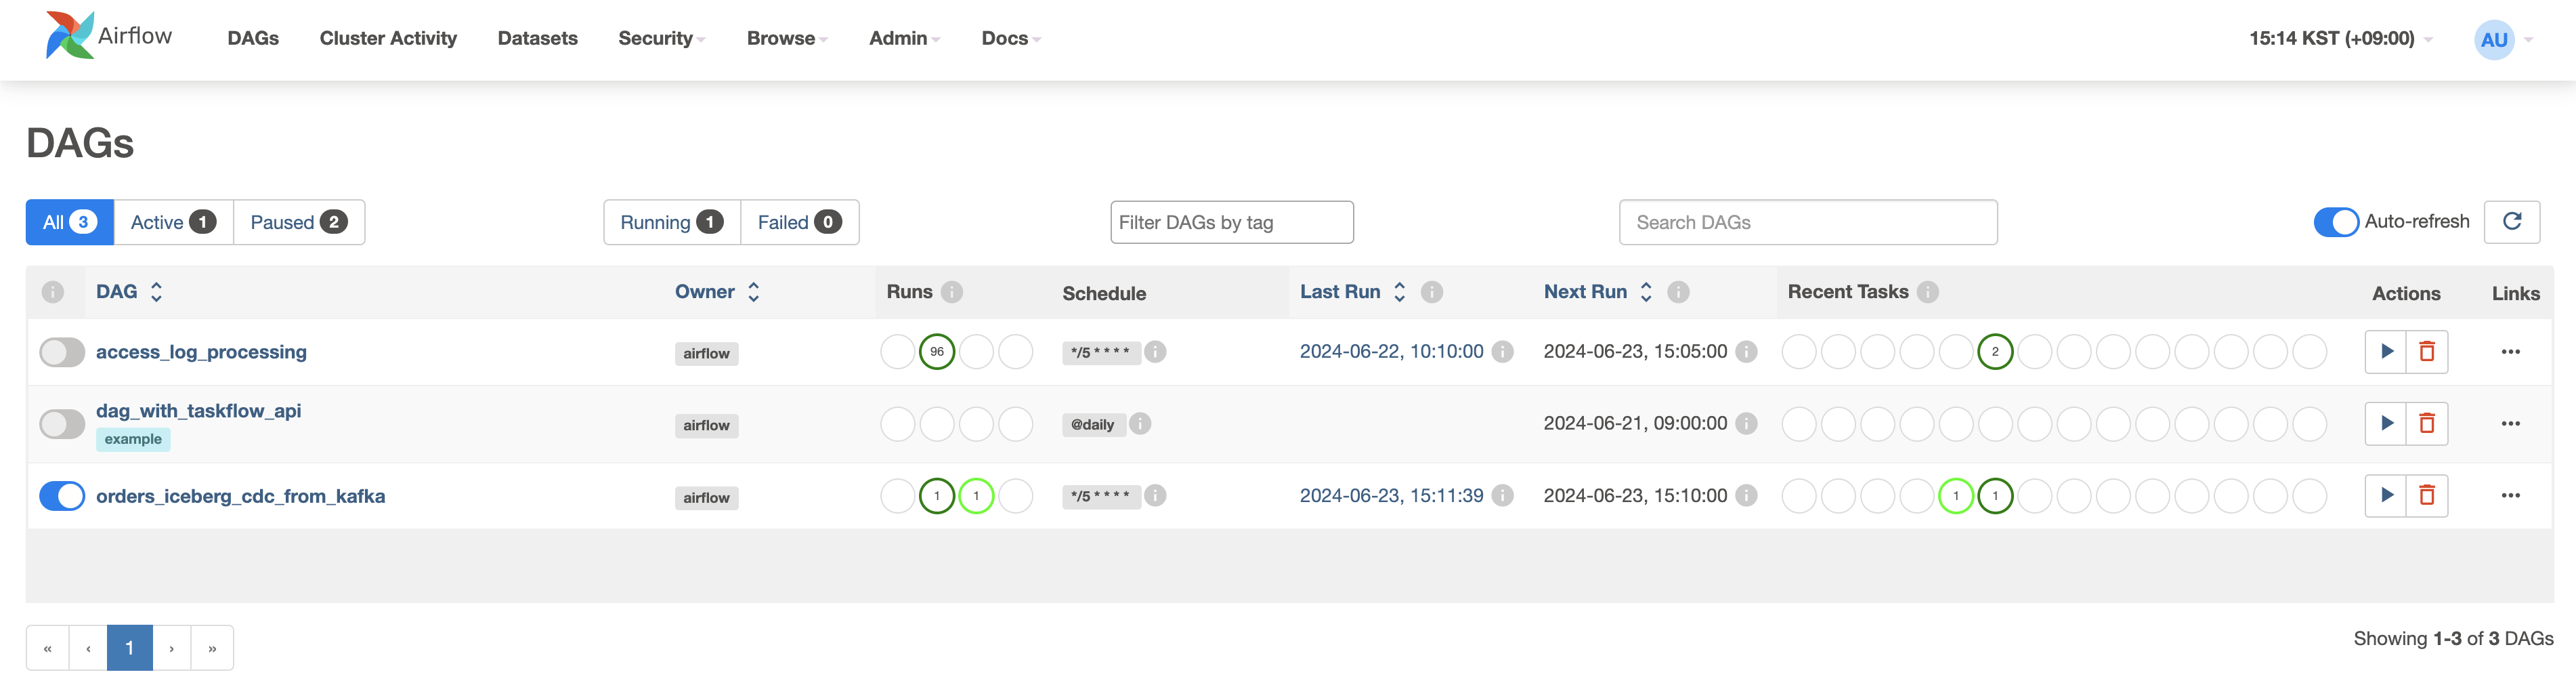 Airflow DAGs Cluster Activity Datasets Security Browse Admin Docs 15:14 KST (+09:00) AU
DAGs
All 3 Active 1 Paused 2 Running 1 Failed 0 Filter DAGs by tag Search DAGs Auto-refresh
DAG Owner Runs Schedule Last Run Next Run Recent Tasks Actions Links
access_log_processing airflow 96 */5 * * * * 2024-06-22, 10:10:00 2024-06-23, 15:05:00 2
dag_with_taskflow_api airflow @daily 2024-06-21, 09:00:00
example
orders_iceberg_cdc_from_kafka airflow 1 1 */5 * * * * 2024-06-23, 15:11:39 2024-06-23, 15:10:00 1 1
« ‹ 1 › » Showing 1-3 of 3 DAGs